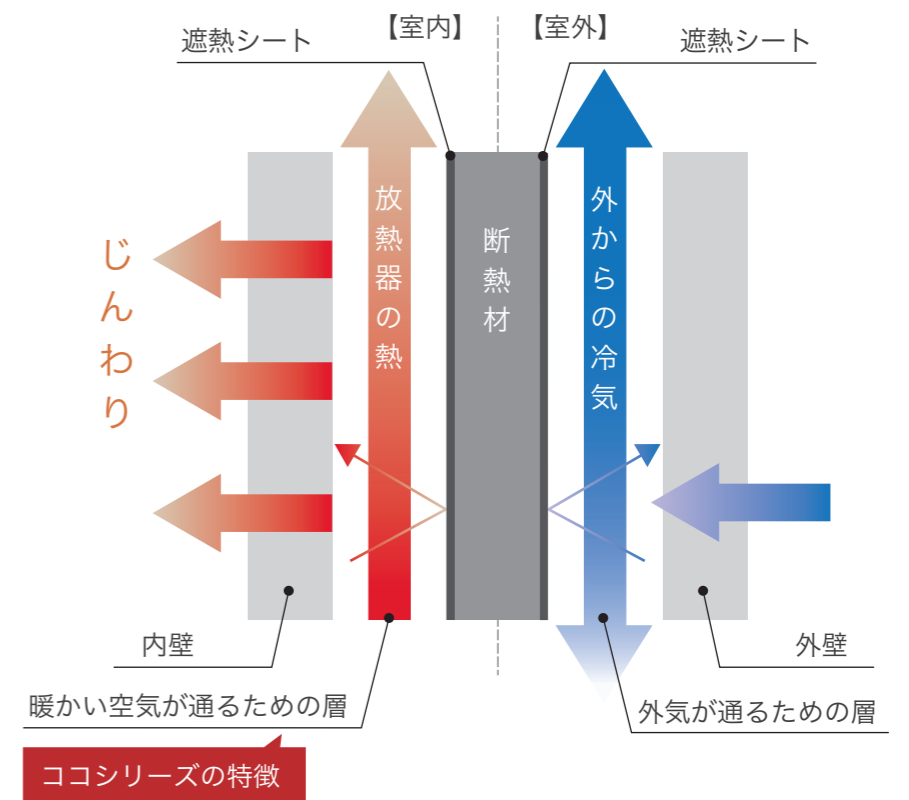 【室内】
【室外】
遮熱シート
遮熱シート
じんわり
放熱器の熱
断熱材
外からの冷気
内壁
外壁
暖かい空気が通るための層
外気が通るための層
ココシリーズの特徴